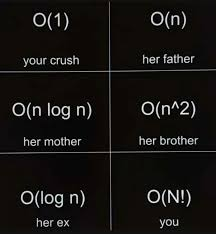 O(1)
your crush
O(n)
her father
O(n log n)
her mother
O(n^2)
her brother
O(log n)
her ex
O(N!)
you